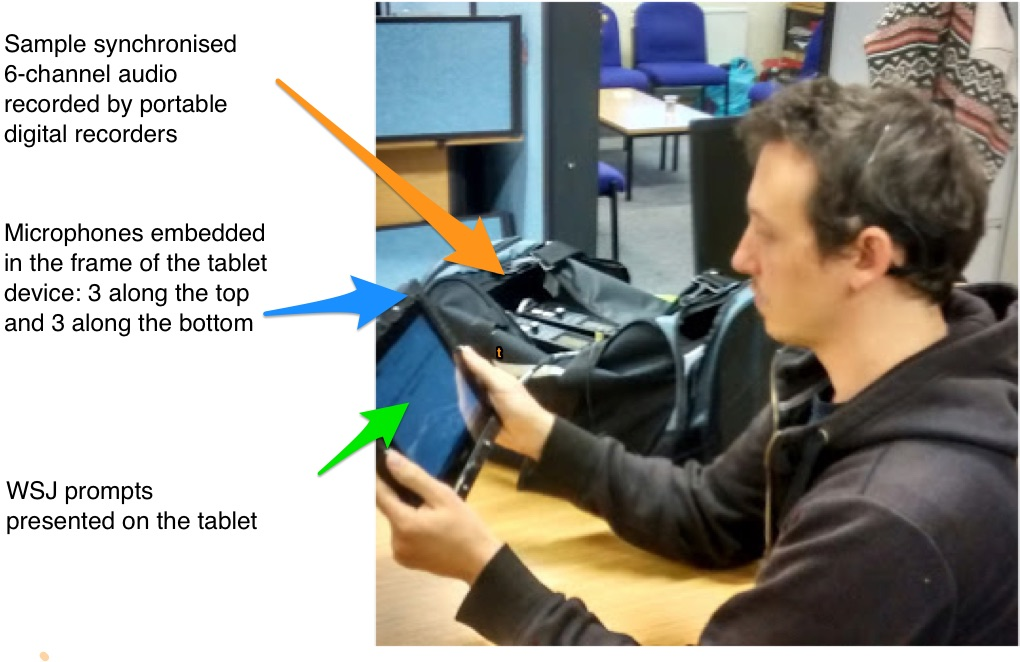 Sample synchronised
6-channel audio
recorded by portable
digital recorders
Microphones embedded
in the frame of the tablet
device: 3 along the top
and 3 along the bottom
t
WSJ prompts
presented on the tablet